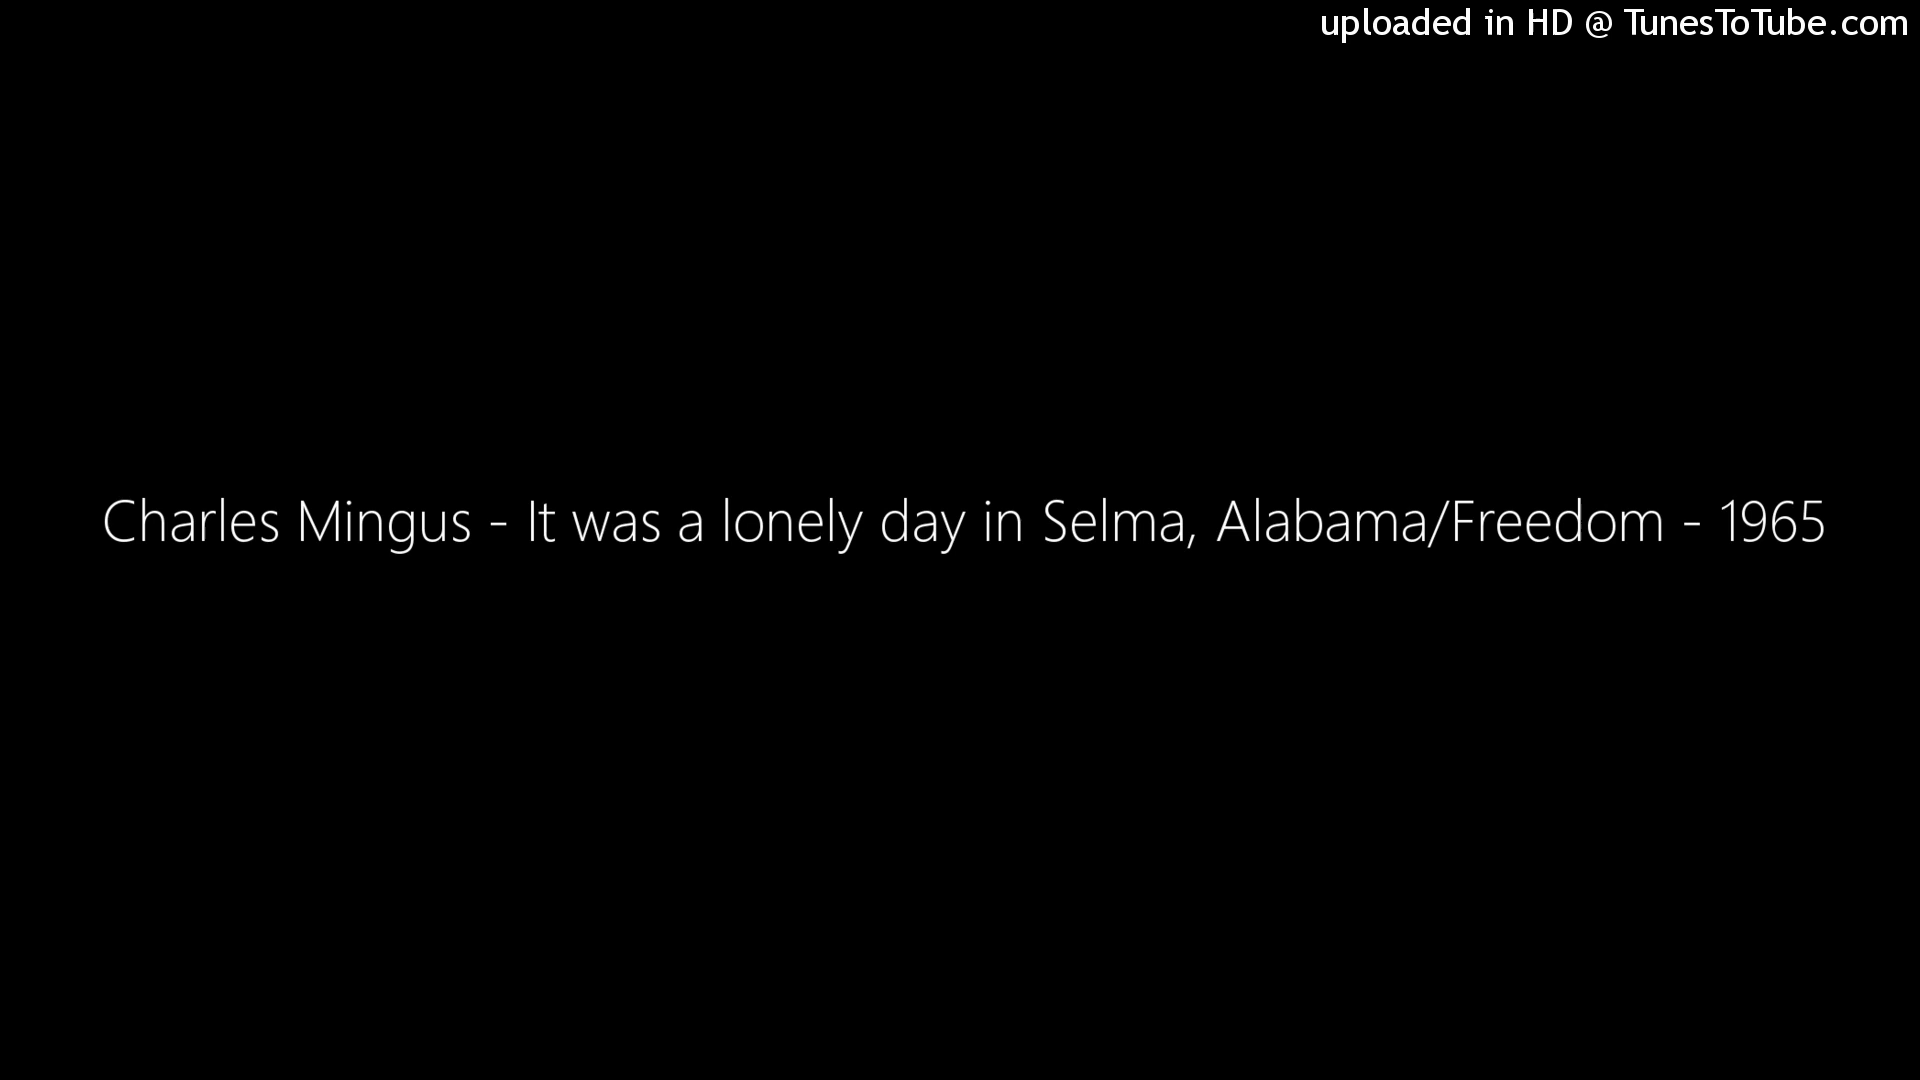 uploaded in HD @ TunesToTube.com
Charles Mingus - It was a lonely day in Selma, Alabama/Freedom - 1965